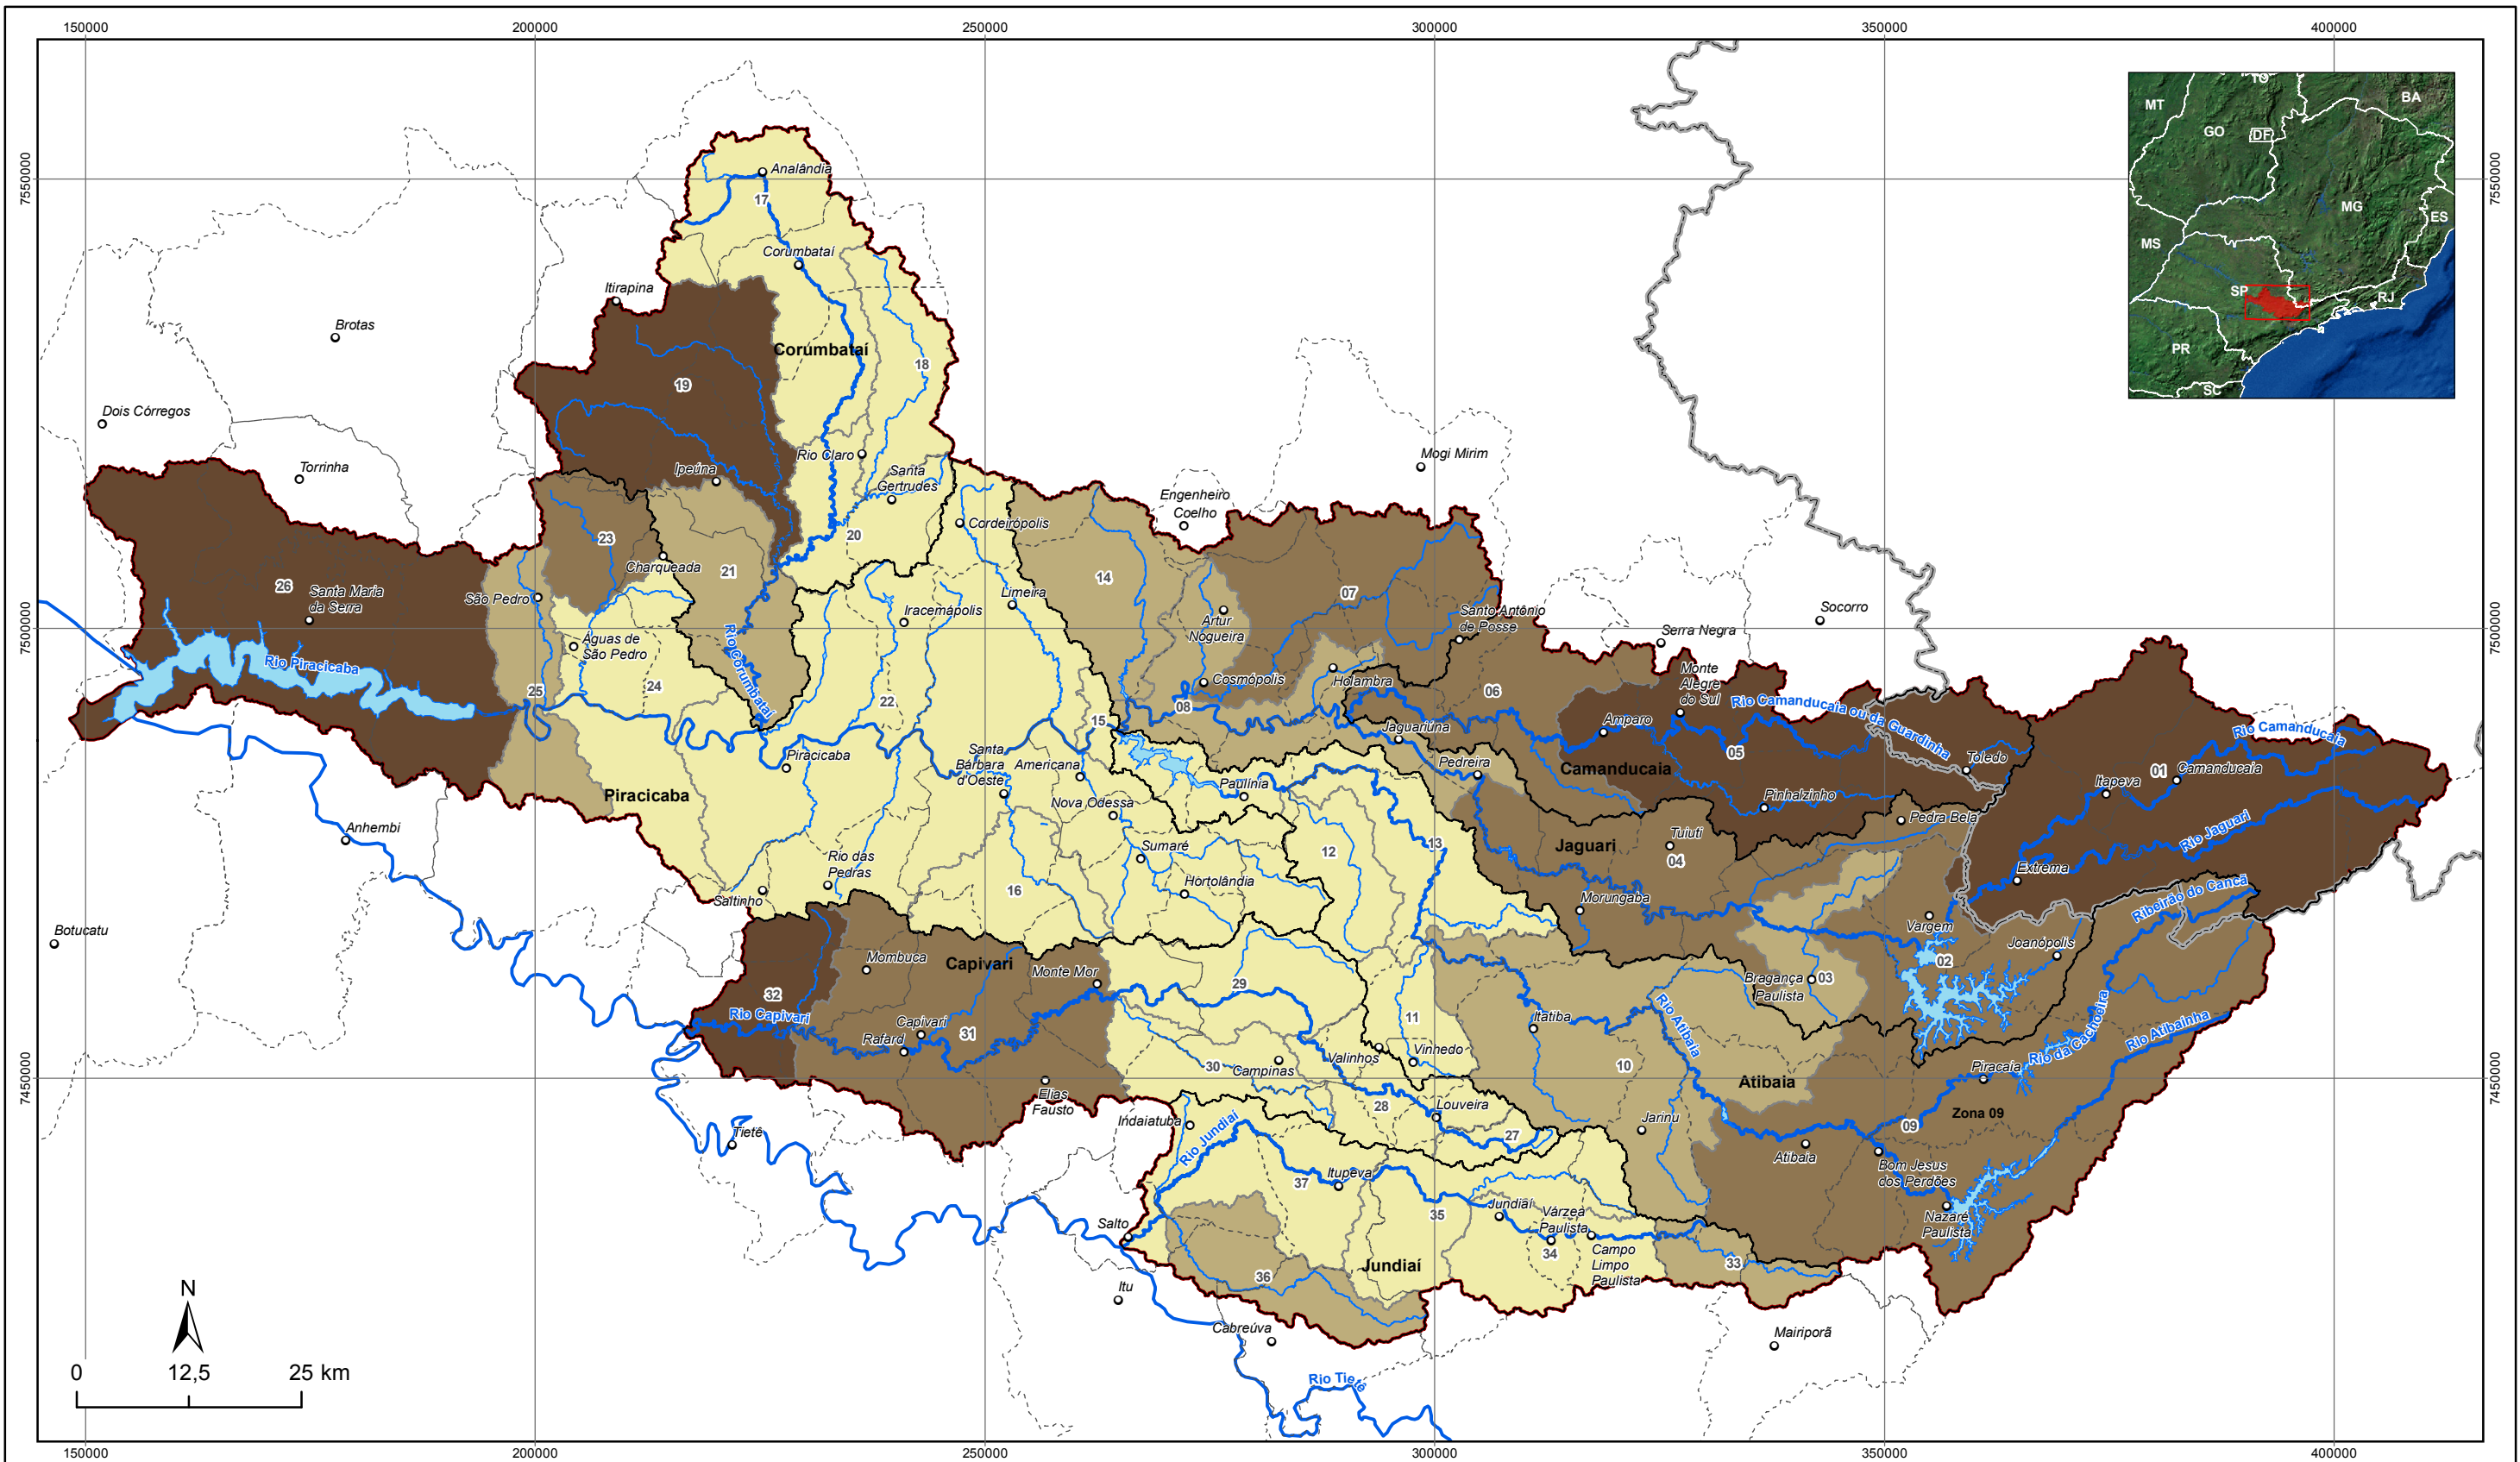 150000
200000
250000
300000
350000
400000
7550000
7550000
TO
MT
BA
GO
DF
MG
ES
MS
SP
RJ
PR
SC
Analândia
17
Corumbataí
Itirapina
Brotas
Corumbataí
18
19
Dois Córregos
Torrinha
Rio Claro
Ipeúna
Santa
Gertrudes
Mogi Mirim
Engenheiro
Coelho
Cordeirópolis
20
23
Charqueada
21
14
07
26
Santa Maria
da Serra
São Pedro
Iracemápolis
Limeira
Artur
Nogueira
Santo Antônio
de Posse
Socorro
Serra Negra
7500000
7500000
Águas de
São Pedro
Rio Piracicaba
Rio Corumbataí
24
25
22
Cosmópolis
Holambra
06
Monte
Alegre
do Sul
08
15
Rio Camanducaia ou da Guardinha
Rio Camanducaia
Amparo
Jaguariúna
05
Toledo
Piracicaba
Santa
Bárbara
d'Oeste
Americana
Pedreira
Camanducaia
01
Camanducaia
Itapeva
Paulínia
Piracicaba
Nova Odessa
Pinhalzinho
Pedra Bela
Rio Jaguari
Anhembi
Sumaré
12
13
Jaguari
Tuiuti
04
Rio das
Pedras
Saltinho
16
Hortolândia
Extrema
Morungaba
Ribeirão do Cancã
Vargem
Botucatu
Mombuca
Capivari
Monte Mor
Joanópolis
02
Bragança
Paulista
03
32
29
Rio Capivari
Capivari
Rafard
31
11
Itatiba
Rio Atibaia
Rio da Cachoeira
Rio Atibainha
Valinhos
Vinhedo
30
Campinas
10
Piracaia
7450000
7450000
Atibaia
Elias
Fausto
28
Louveira
Indaiatuba
Rio Jundiaí
27
Jarinu
Zona 09
09
Tietê
Atibaia
Bom Jesus
dos Perdões
Itupeva
37
35
Jundiaí
Várzea
Paulista
34
Campo
Limpo
Paulista
Nazaré
Paulista
Salto
36
Jundiaí
33
Itu
Cabreúva
Mairiporã
Rio Tietê
N
0
12,5
25 km
150000
200000
250000
300000
350000
400000